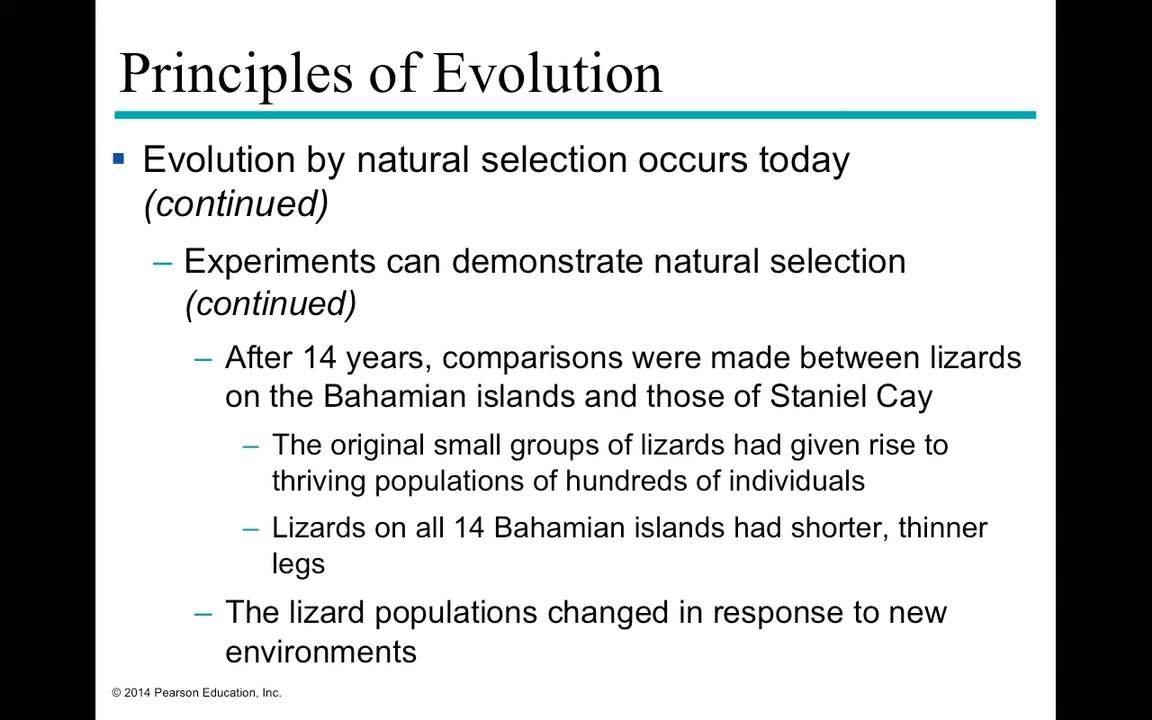 Principles of Evolution
▪ Evolution by natural selection occurs today
(continued)
– Experiments can demonstrate natural selection
(continued)
– After 14 years, comparisons were made between lizards
on the Bahamian islands and those of Staniel Cay
– The original small groups of lizards had given rise to
thriving populations of hundreds of individuals
– Lizards on all 14 Bahamian islands had shorter, thinner
legs
– The lizard populations changed in response to new
environments
© 2014 Pearson Education, Inc.